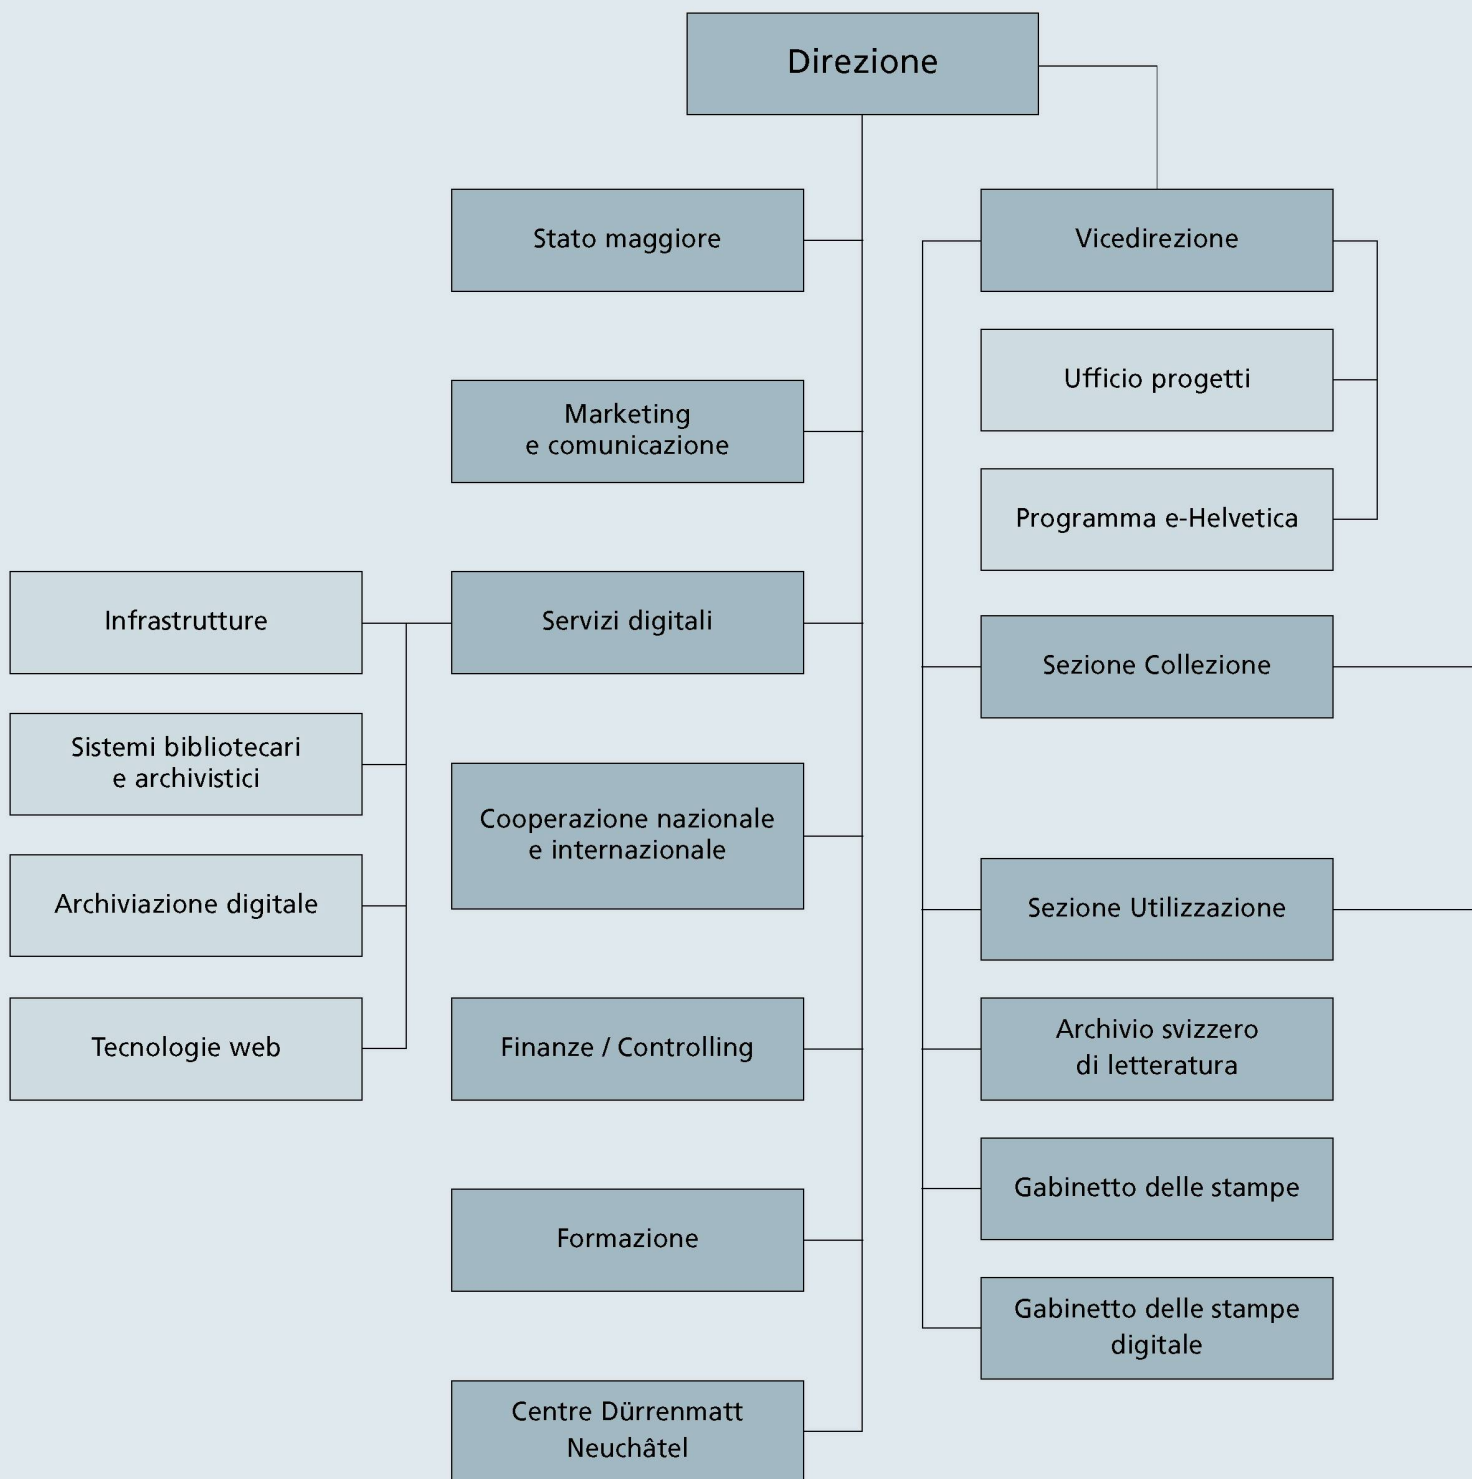 Direzione
Stato maggiore
Marketing
e comunicazione
Servizi digitali
Infrastrutture
Sistemi bibliotecari
e archivistici
Archiviazione digitale
Tecnologie web
Cooperazione nazionale
e internazionale
Finanze / Controlling
Formazione
Centre Dürrenmatt
Neuchâtel
Vicedirezione
Ufficio progetti
Programma e-Helvetica
Sezione Collezione
Sezione Utilizzazione
Archivio svizzero
di letteratura
Gabinetto delle stampe
Gabinetto delle stampe
digitale